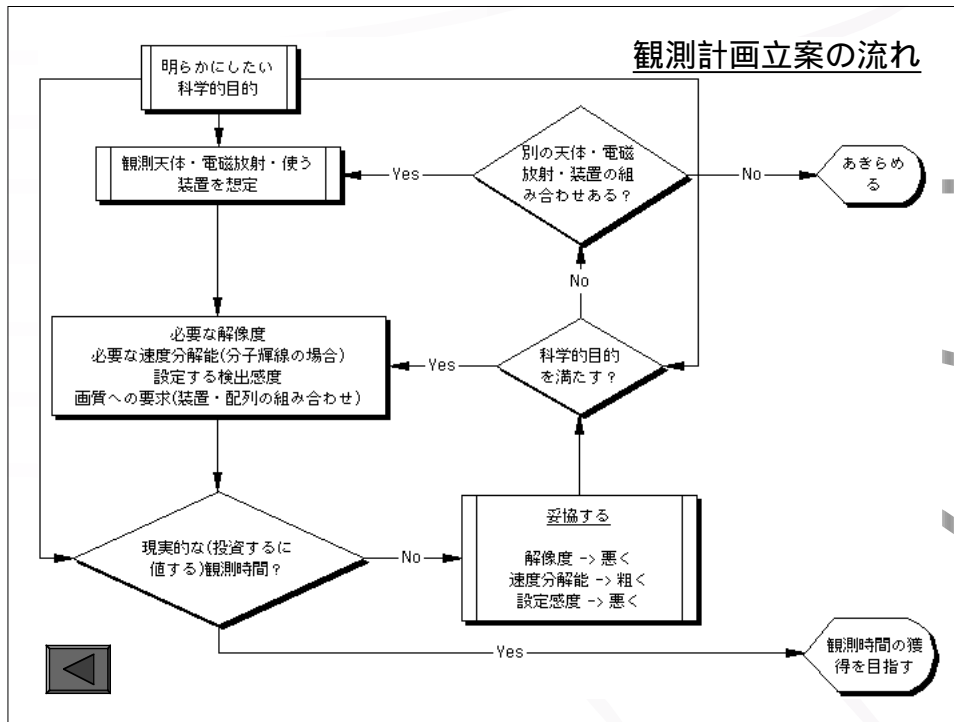 観測計画立案の流れ
明らかにしたい
科学的目的
観測天体・電磁放射・使う
装置を想定
Yes
別の天体・電磁
放射・装置の組
み合わせある?
No
あきらめ
る
No
必要な解像度
必要な速度分解能(分子輝線の場合)
設定する検出感度
画質への要求(装置・配列の組み合わせ)
Yes
科学的目的
を満たす?
現実的な(投資するに
値する)観測時間?
No
妥協する
解像度 -> 悪く
速度分解能 -> 粗く
設定感度 -> 悪く
Yes
観測時間の獲
得を目指す